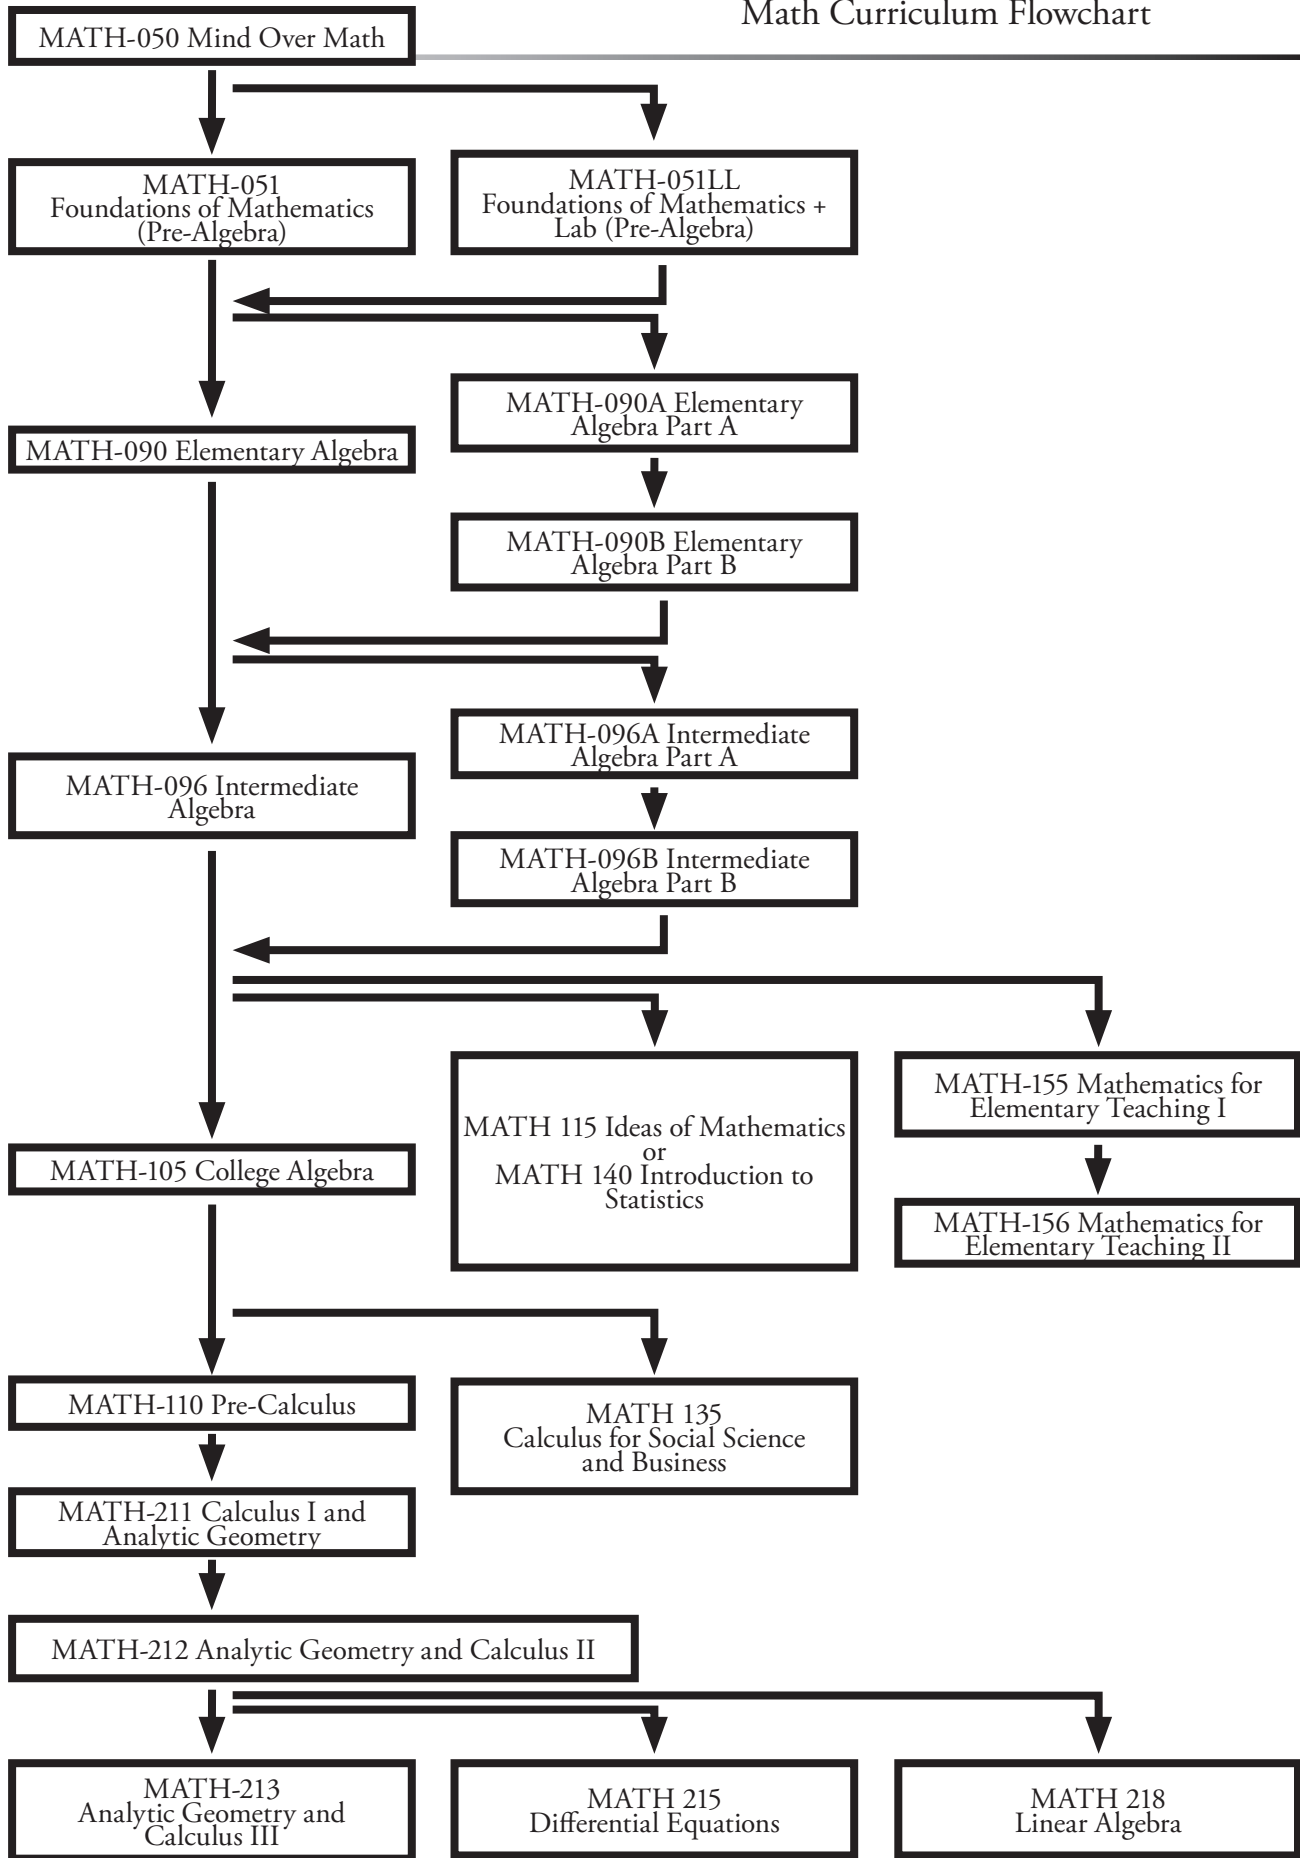 Math Curriculum Flowchart
MATH-050 Mind Over Math
MATH-051
Foundations of Mathematics
(Pre-Algebra)
MATH-051LL
Foundations of Mathematics +
Lab (Pre-Algebra)
MATH-090A Elementary
Algebra Part A
MATH-090 Elementary Algebra
MATH-090B Elementary
Algebra Part B
MATH-096A Intermediate
Algebra Part A
MATH-096 Intermediate
Algebra
MATH-096B Intermediate
Algebra Part B
MATH-155 Mathematics for
Elementary Teaching I
MATH 115 Ideas of Mathematics
or
MATH 140 Introduction to
Statistics
MATH-105 College Algebra
MATH-156 Mathematics for
Elementary Teaching II
MATH-110 Pre-Calculus
MATH 135
Calculus for Social Science
and Business
MATH-211 Calculus I and
Analytic Geometry
MATH-212 Analytic Geometry and Calculus II
MATH-213
Analytic Geometry and
Calculus III
MATH 215
Differential Equations
MATH 218
Linear Algebra